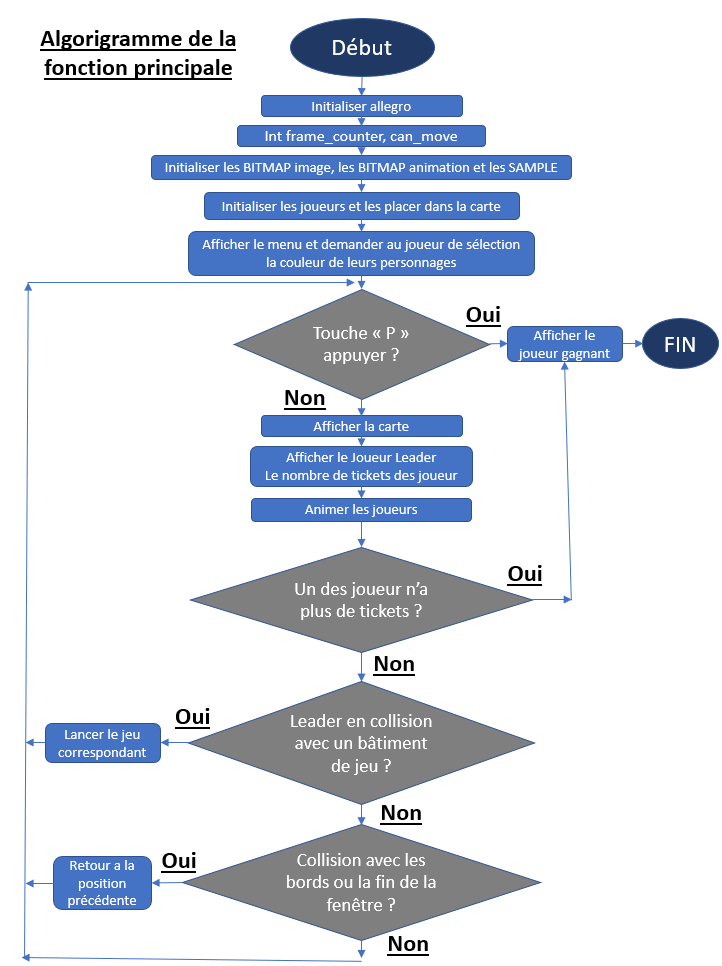 Algorigramme de la
fonction principale
Début
Initialiser allegro
Int frame_counter, can_move
Initialiser les BITMAP image, les BITMAP animation et les SAMPLE
Initialiser les joueurs et les placer dans la carte
Afficher le menu et demander au joueur de sélection
la couleur de leurs personnages
Touche « P »
appuyer ?
Oui
Afficher le
joueur gagnant
FIN
Non
Afficher la carte
Afficher le Joueur Leader
Le nombre de tickets des joueur
Animer les joueurs
Un des joueur n’a
plus de tickets ?
Oui
Non
Leader en collision
avec un bâtiment
de jeu ?
Oui
Lancer le jeu
correspondant
Non
Collision avec les
bords ou la fin de la
fenêtre ?
Oui
Retour a la
position
précédente
Non